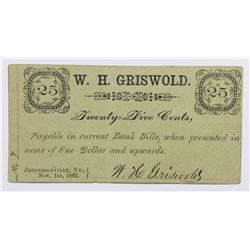 25 W. H. GRISWOLD. 25
Twenty-Five Cents,
Payable in current Bank Bills, when presented in
sums of One Dollar and upwards.
JEFFERSONVILLE, VT.,
NOV. 1st, 1862.
W. H. Griswold